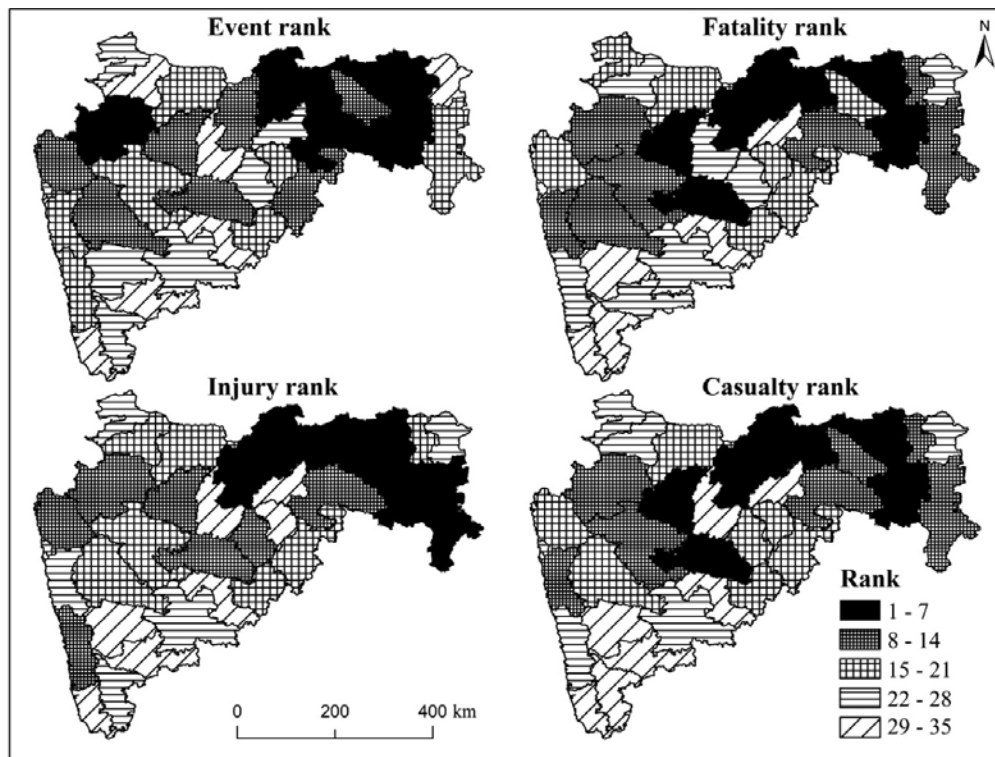 Event rank
Fatality rank
N
Injury rank
Casualty rank
Rank
1 - 7
8 - 14
15 - 21
22 - 28
29 - 35
0 200 400 km